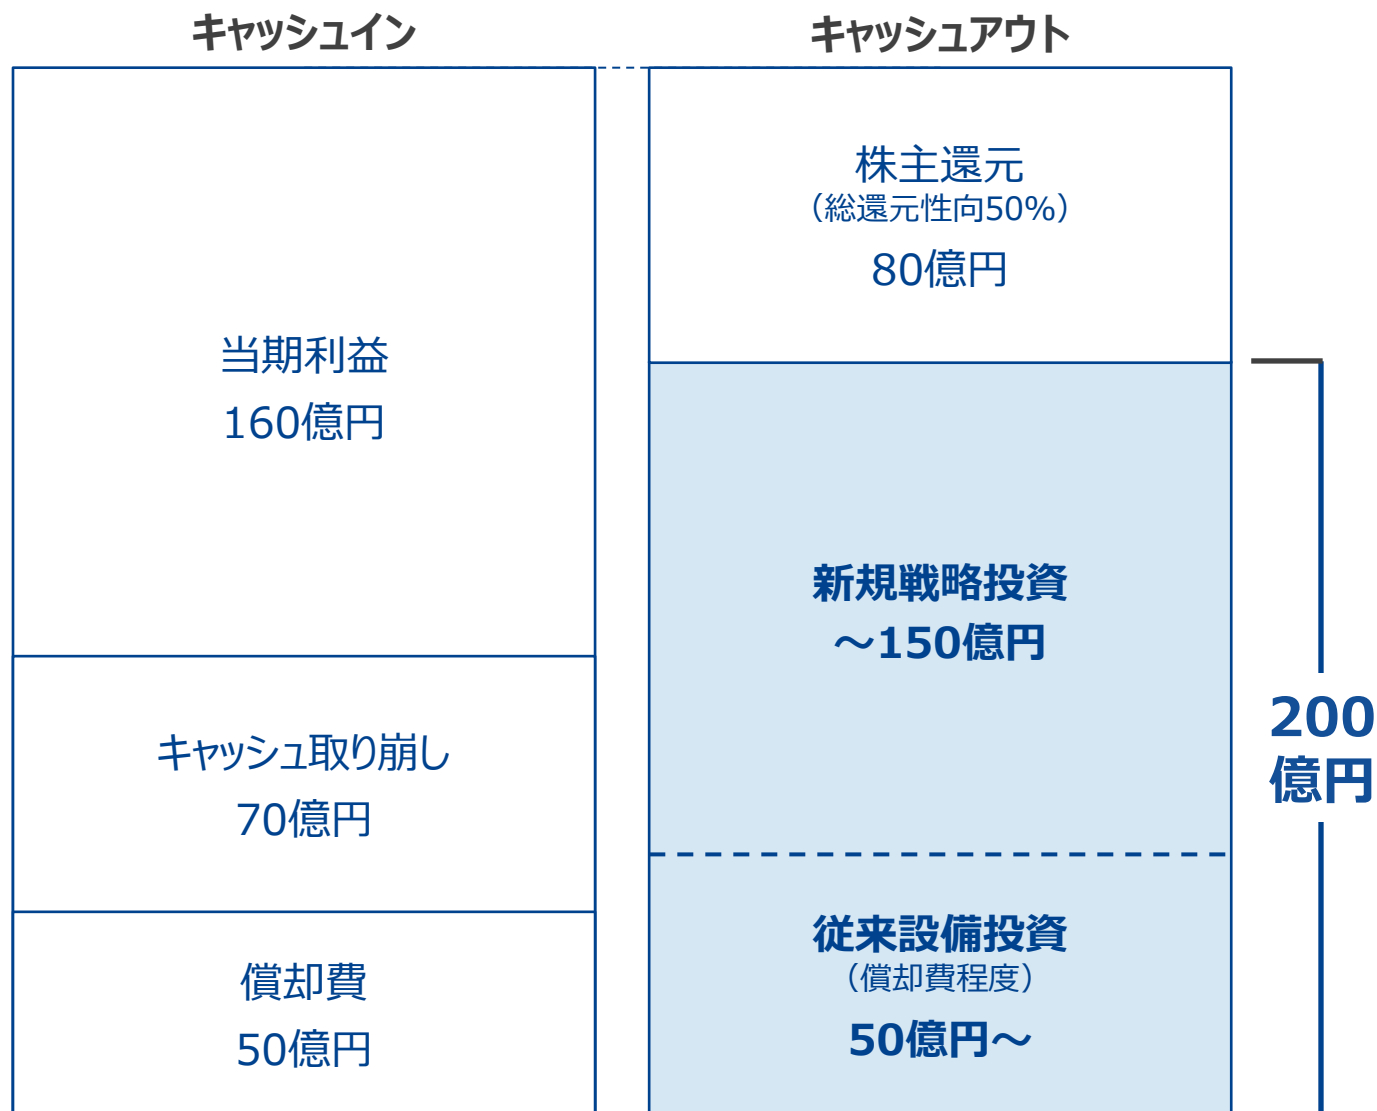 キャッシュイン
当期利益
160億円
キャッシュ取り崩し
70億円
償却費
50億円
キャッシュアウト
株主還元
（総還元性向50%）
80億円
新規戦略投資
～150億円
従来設備投資
（償却費程度）
50億円～
200
億円